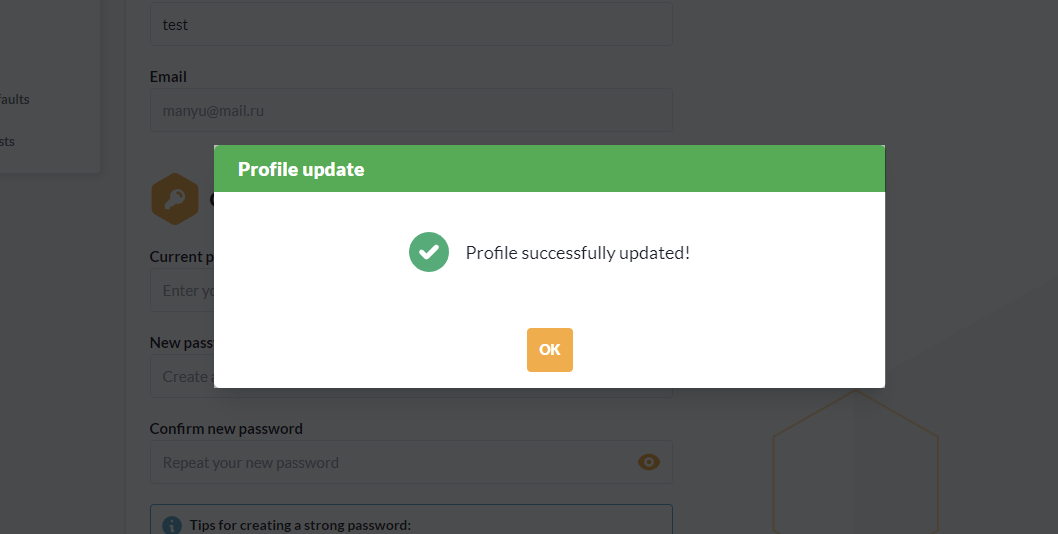 test
Email
manyu@mail.ru
faults
sts
Profile update
Profile successfully updated!
Current p
Enter yo
OK
New pass
Create a
Confirm new password
Repeat your new password
Tips for creating a strong password: